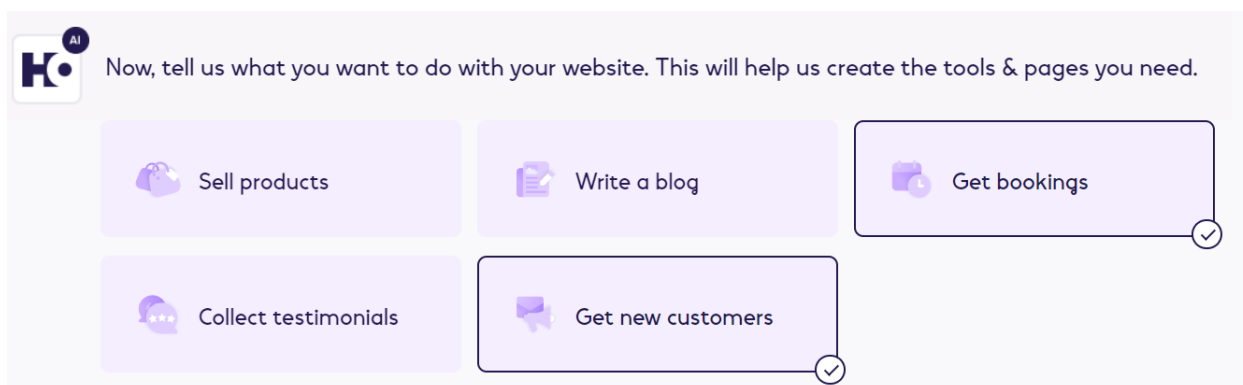 AI
HO
Now, tell us what you want to do with your website. This will help us create the tools & pages you need.
Sell products
Write a blog
Get bookings
Collect testimonials
Get new customers